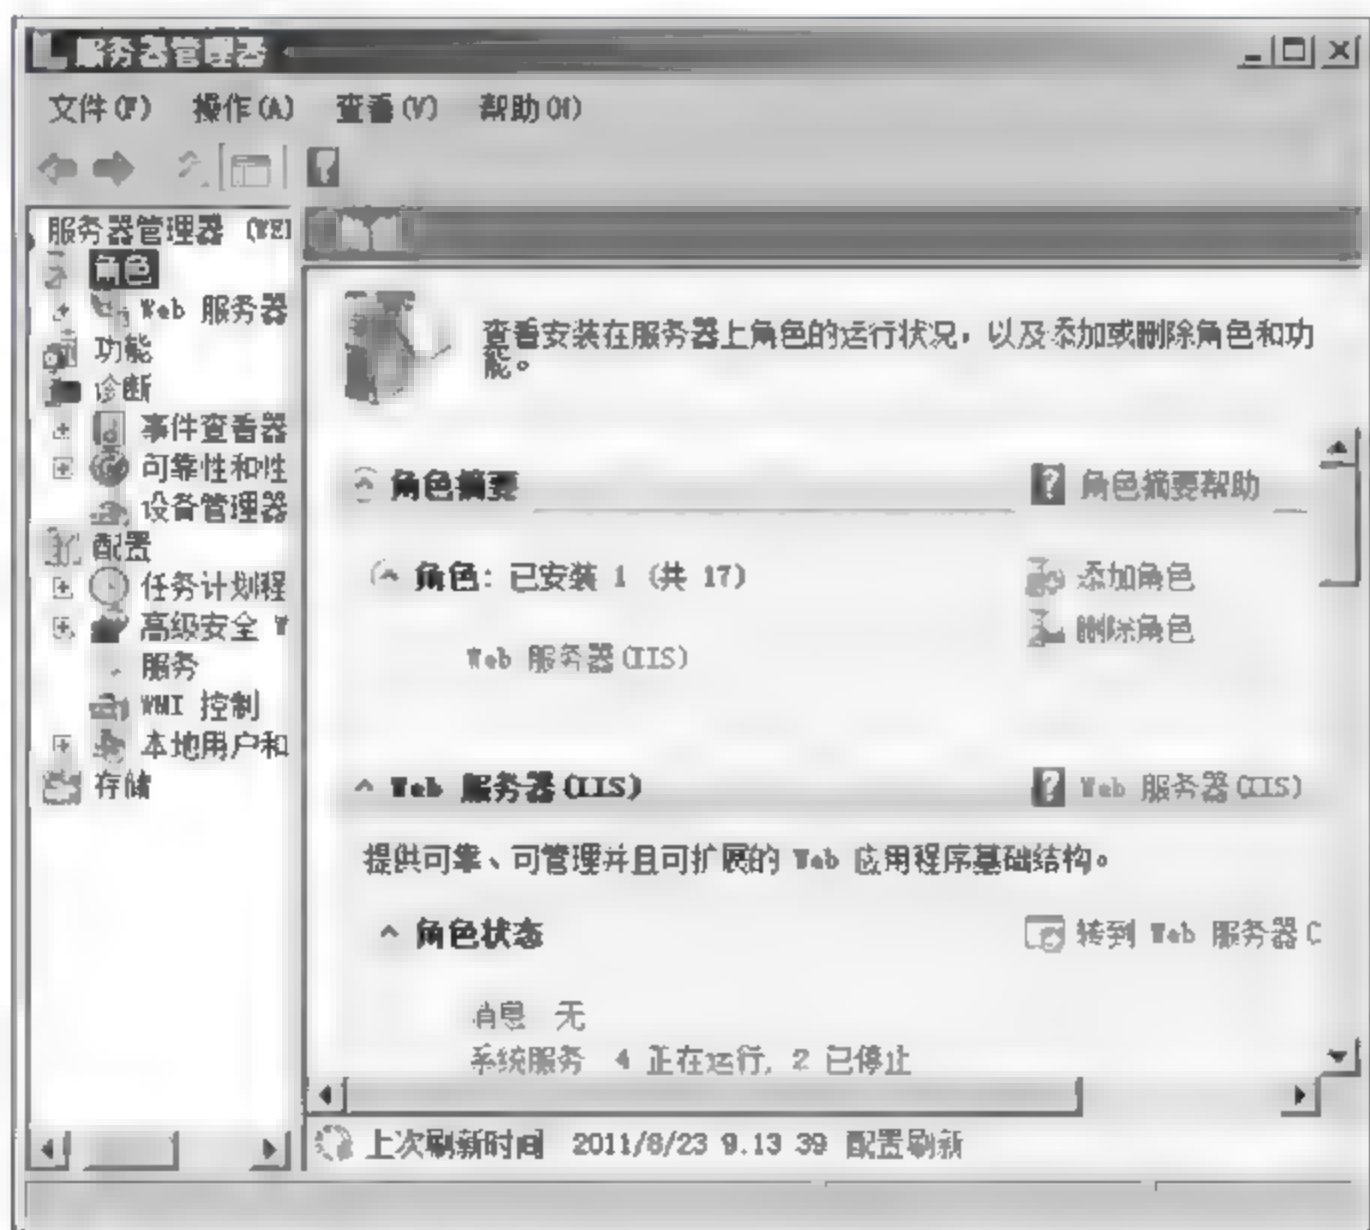 服务器管理器
文件(F) 操作(A) 查看(V) 帮助(H)
服务器管理器
角色
Web 服务器
功能
诊断
事件查看器
可靠性和性
设备管理器
配置
任务计划程
高级安全 W
服务
WMI 控制
本地用户和
存储
查看安装在服务器上角色的运行状况，以及添加或删除角色和功
能。
角色摘要 角色摘要帮助
角色: 已安装 1 (共 17) 添加角色
删除角色
Web 服务器(IIS)
Web 服务器(IIS) Web 服务器(IIS)
提供可靠、可管理并且可扩展的 Web 应用程序基础结构。
角色状态 转到 Web 服务器(
消息 无
系统服务 4 正在运行, 2 已停止
上次刷新时间 配置刷新